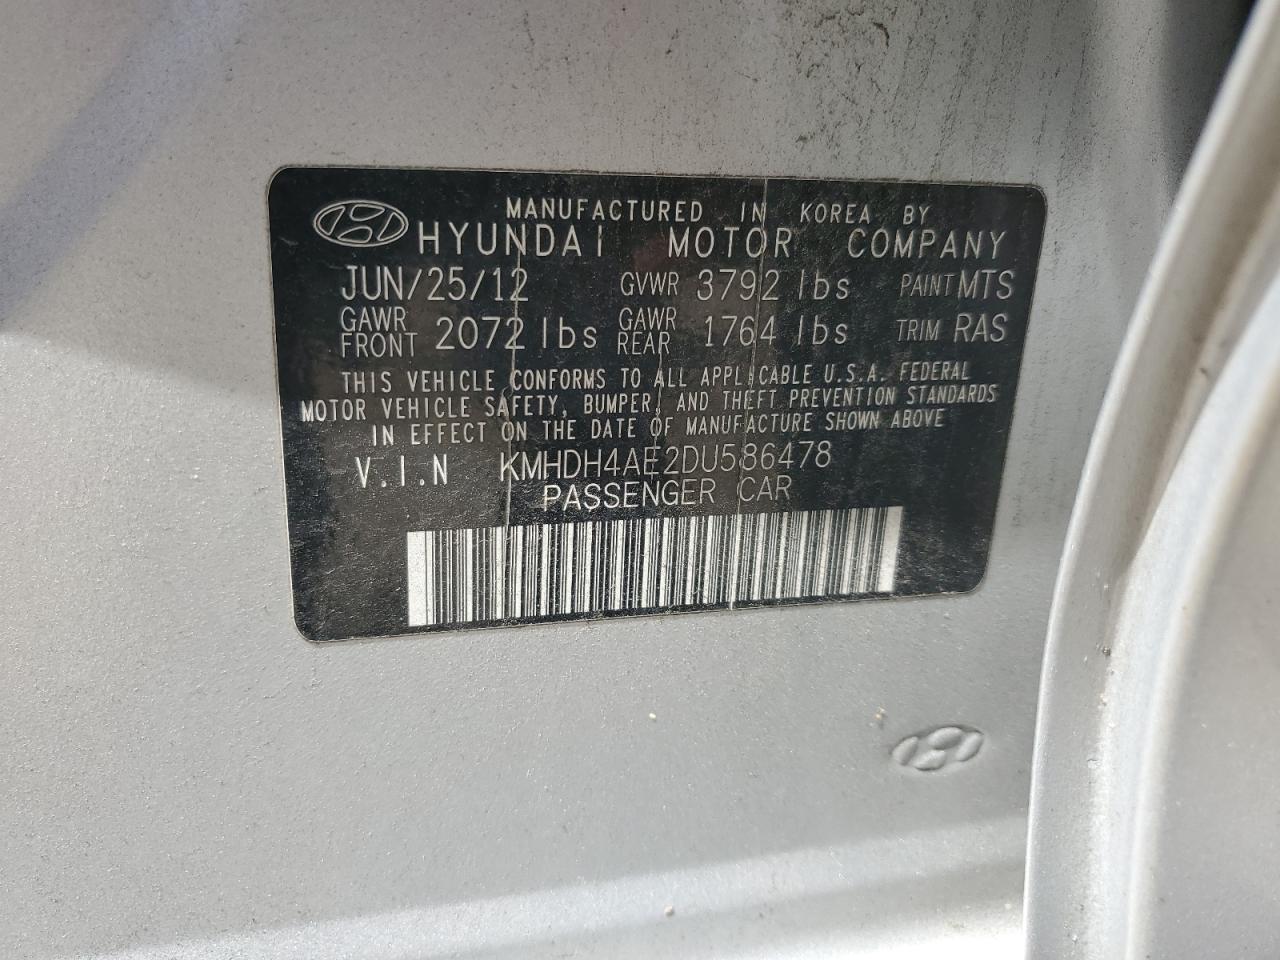 MANUFACTURED IN KOREA BY
HYUNDAI MOTOR COMPANY
JUN/25/12 GVWR 3792 lbs PAINT MTS
GAWR FRONT 2072 lbs GAWR REAR 1764 lbs TRIM RAS
THIS VEHICLE CONFORMS TO ALL APPLICABLE U.S.A. FEDERAL
MOTOR VEHICLE SAFETY, BUMPER, AND THEFT PREVENTION STANDARDS
IN EFFECT ON THE DATE OF MANUFACTURE SHOWN ABOVE
V.I.N KMHDH4AE2DU586478
PASSENGER CAR